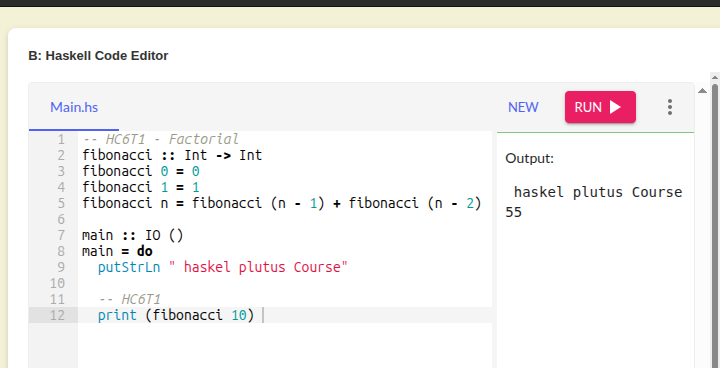 B: Haskell Code Editor
Main.hs NEW RUN
1 -- HC6T1 - Factorial
2 fibonacci :: Int -> Int
3 fibonacci 0 = 0
4 fibonacci 1 = 1
5 fibonacci n = fibonacci (n - 1) + fibonacci (n - 2)
6
7 main :: IO ()
8 main = do
9 putStrLn " haskel plutus Course"
10
11 -- HC6T1
12 print (fibonacci 10)
Output:
haskel plutus Course
55